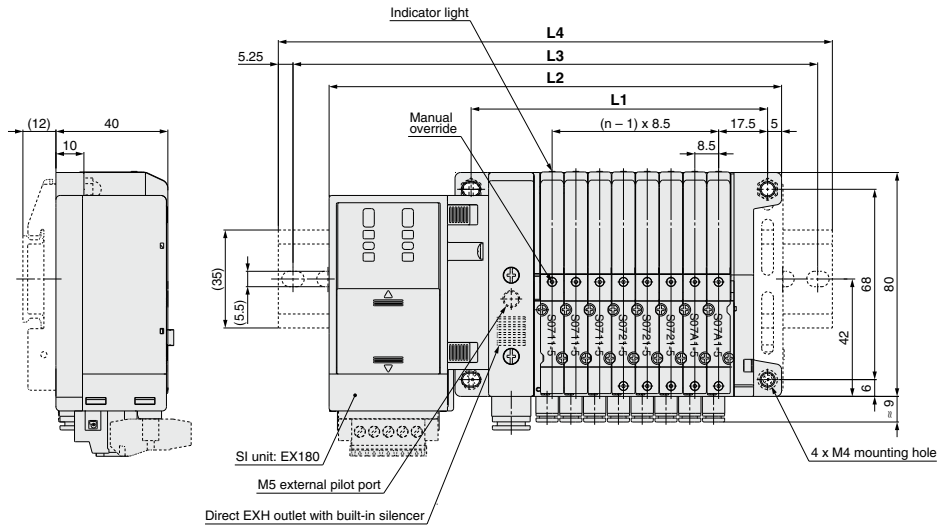 Indicator light
L4
5.25
L3
L2
L1
(12)
40
Manual
override
(n – 1) x 8.5
17.5
5
10
8.5
(35)
(5.5)
68
80
42
6
≈ 9
S0711-5
S0711-5
S0711-5
S0721-5
S0721-5
S0721-5
S07A1-5
S07A1-5
SI unit: EX180
4 x M4 mounting hole
M5 external pilot port
Direct EXH outlet with built-in silencer